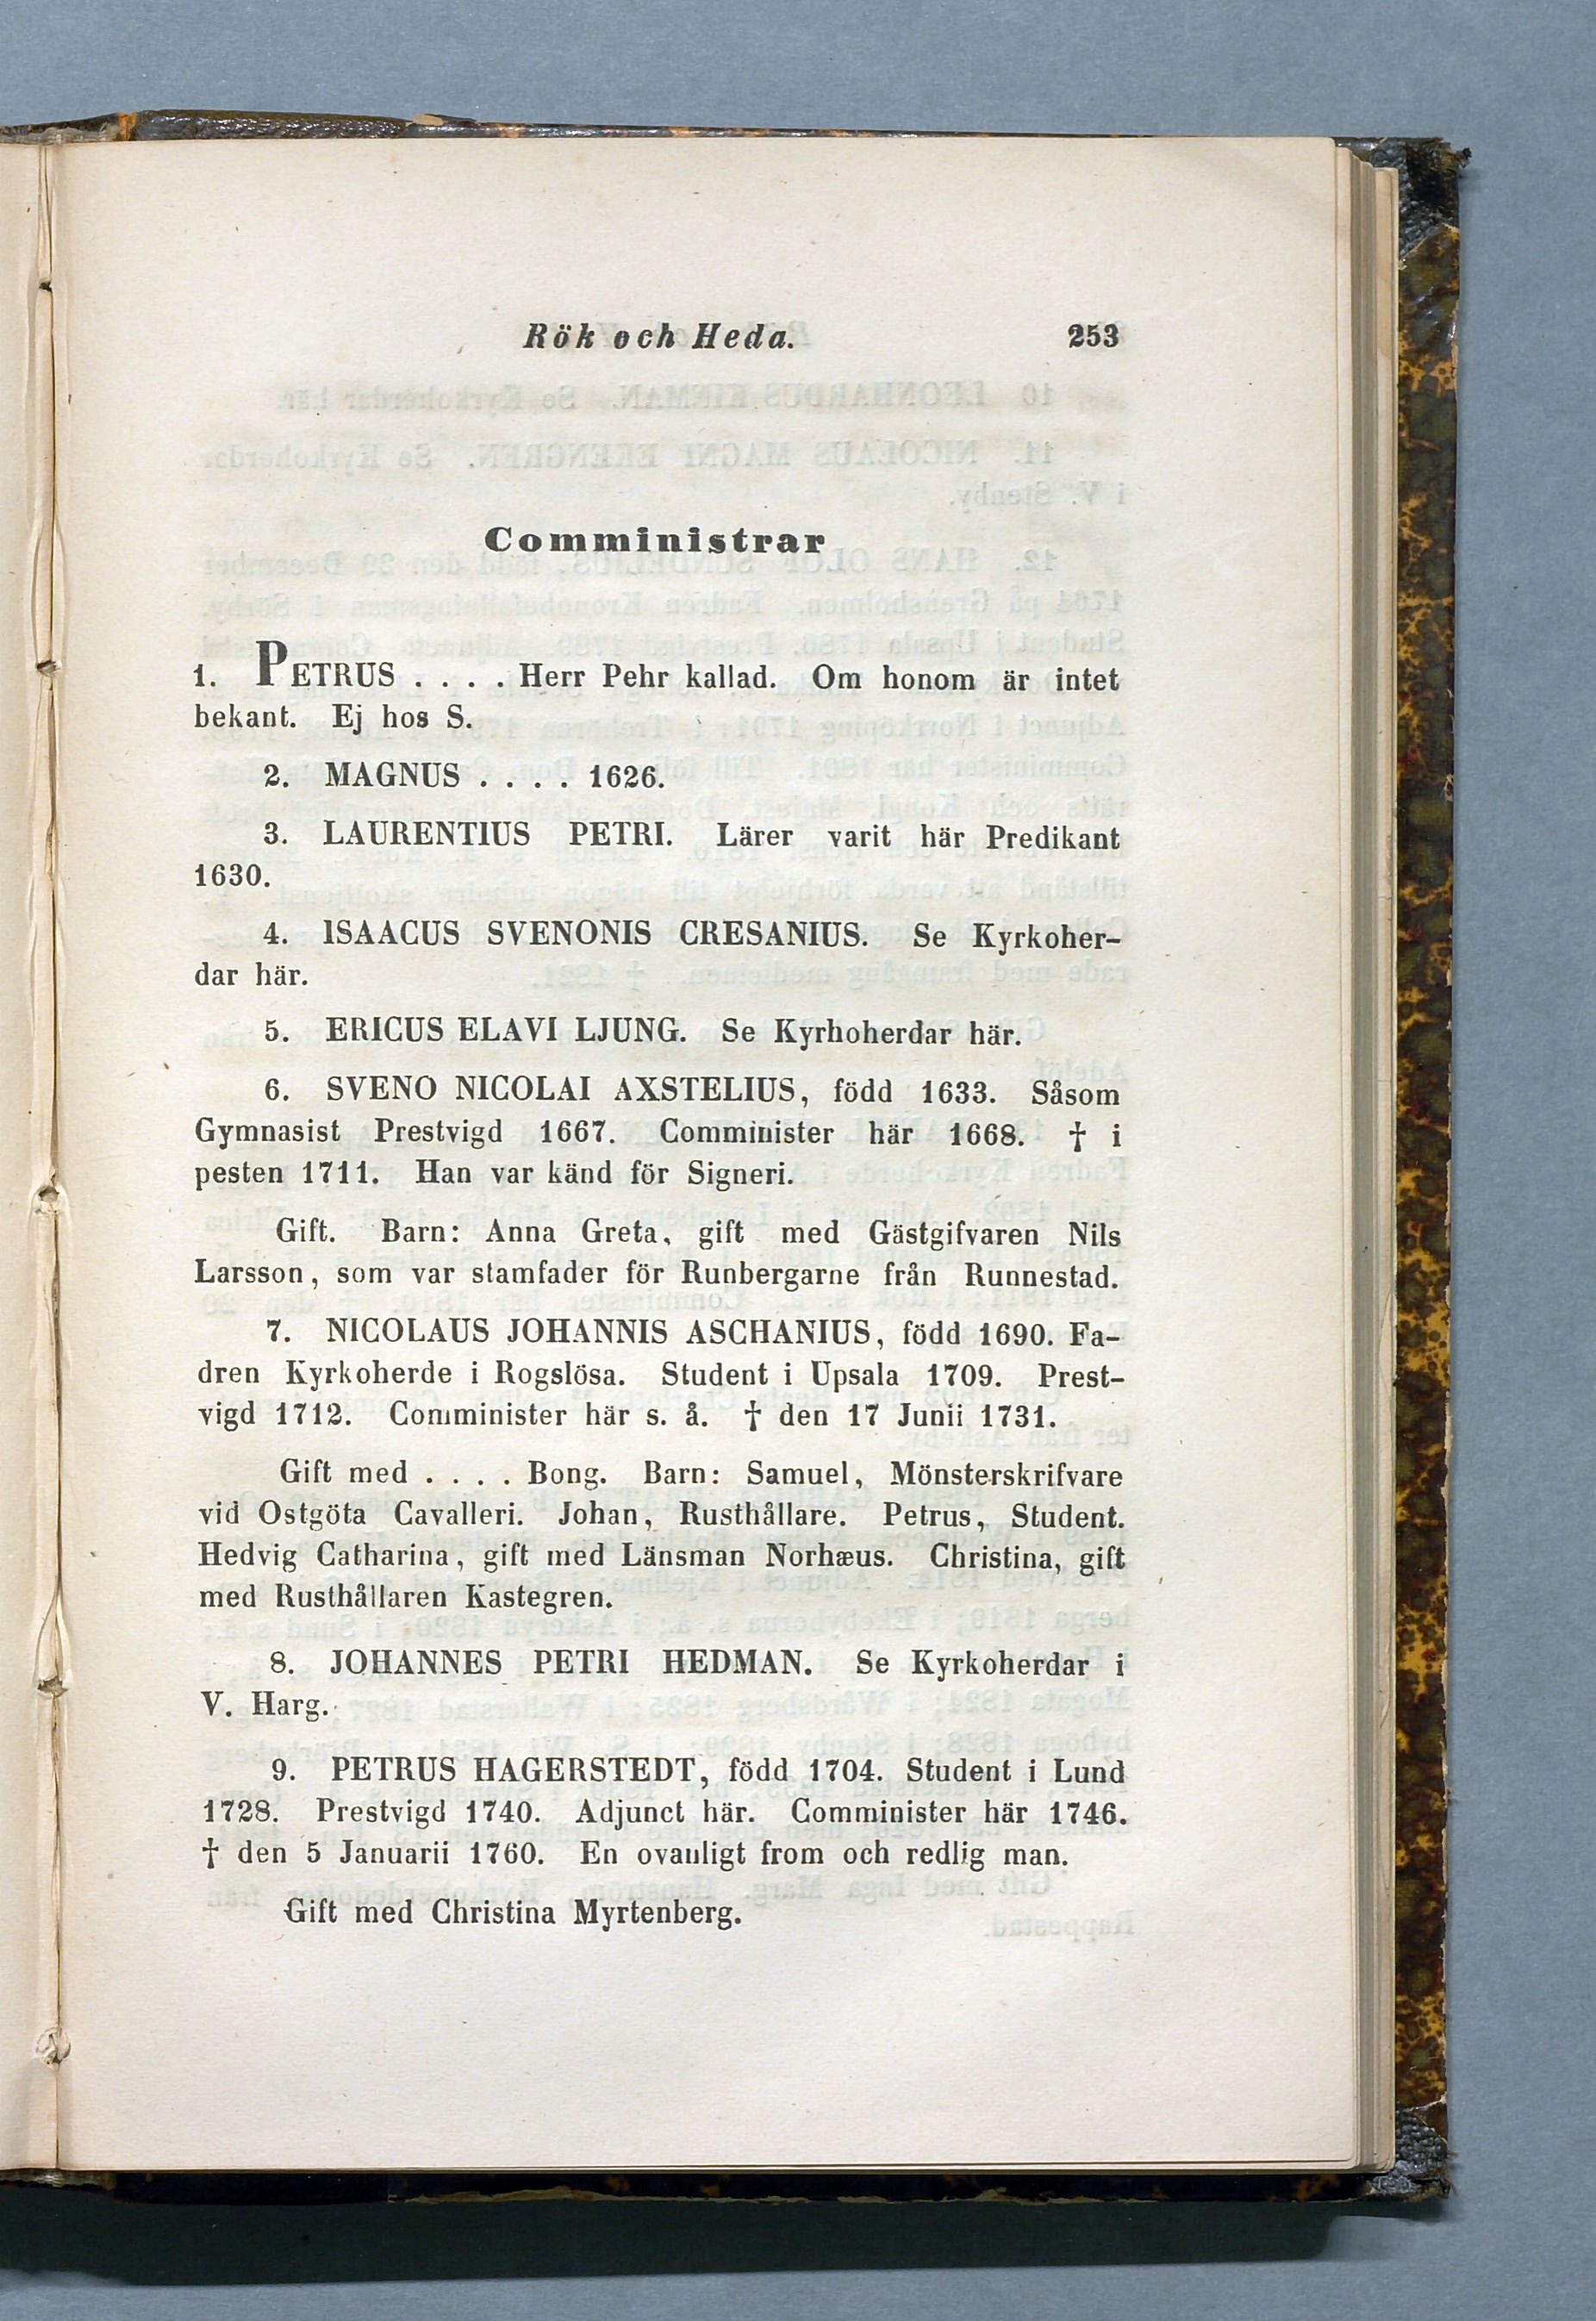 Rök och Heda. 253
Comministrar
1. PETRUS . . . . Herr Pehr kallad. Om honom är intet
bekant. Ej hos S.
2. MAGNUS . . . . 1626.
3. LAURENTIUS PETRI. Lärer varit här Predikant
1630.
4. ISAACUS SVENONIS CRESANIUS. Se Kyrkoher-
dar här.
5. ERICUS ELAVI LJUNG. Se Kyrhoherdar här.
6. SVENO NICOLAI AXSTELIUS, född 1633. Såsom
Gymnasist Prestvigd 1667. Comminister här 1668. † i
pesten 1711. Han var känd för Signeri.
Gift. Barn: Anna Greta, gift med Gästgifvaren Nils
Larsson, som var stamfader för Runbergarne från Runnestad.
7. NICOLAUS JOHANNIS ASCHANIUS, född 1690. Fa-
dren Kyrkoherde i Rogslösa. Student i Upsala 1709. Prest-
vigd 1712. Comminister här s. å. † den 17 Junii 1731.
Gift med . . . . Bong. Barn: Samuel, Mönsterskrifvare
vid Ostgöta Cavalleri. Johan, Rusthållare. Petrus, Student.
Hedvig Catharina, gift med Länsman Norhæus. Christina, gift
med Rusthållaren Kastegren.
8. JOHANNES PETRI HEDMAN. Se Kyrkoherdar i
V. Harg.
9. PETRUS HAGERSTEDT, född 1704. Student i Lund
1728. Prestvigd 1740. Adjunct här. Comminister här 1746.
† den 5 Januarii 1760. En ovanligt from och redlig man.
Gift med Christina Myrtenberg.